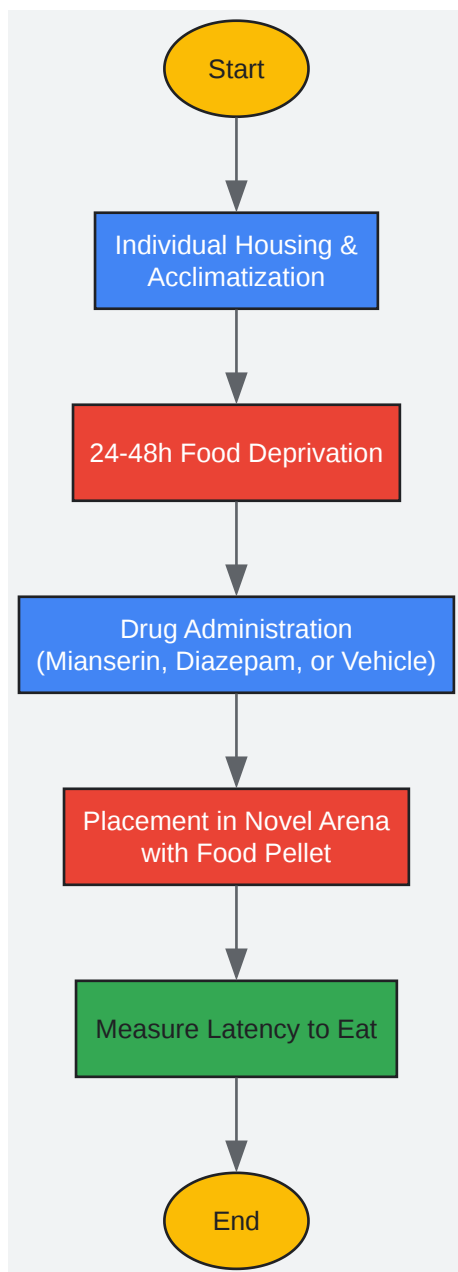 Start
Individual Housing &
Acclimatization
24-48h Food Deprivation
Drug Administration
(Mianserin, Diazepam, or Vehicle)
Placement in Novel Arena
with Food Pellet
Measure Latency to Eat
End